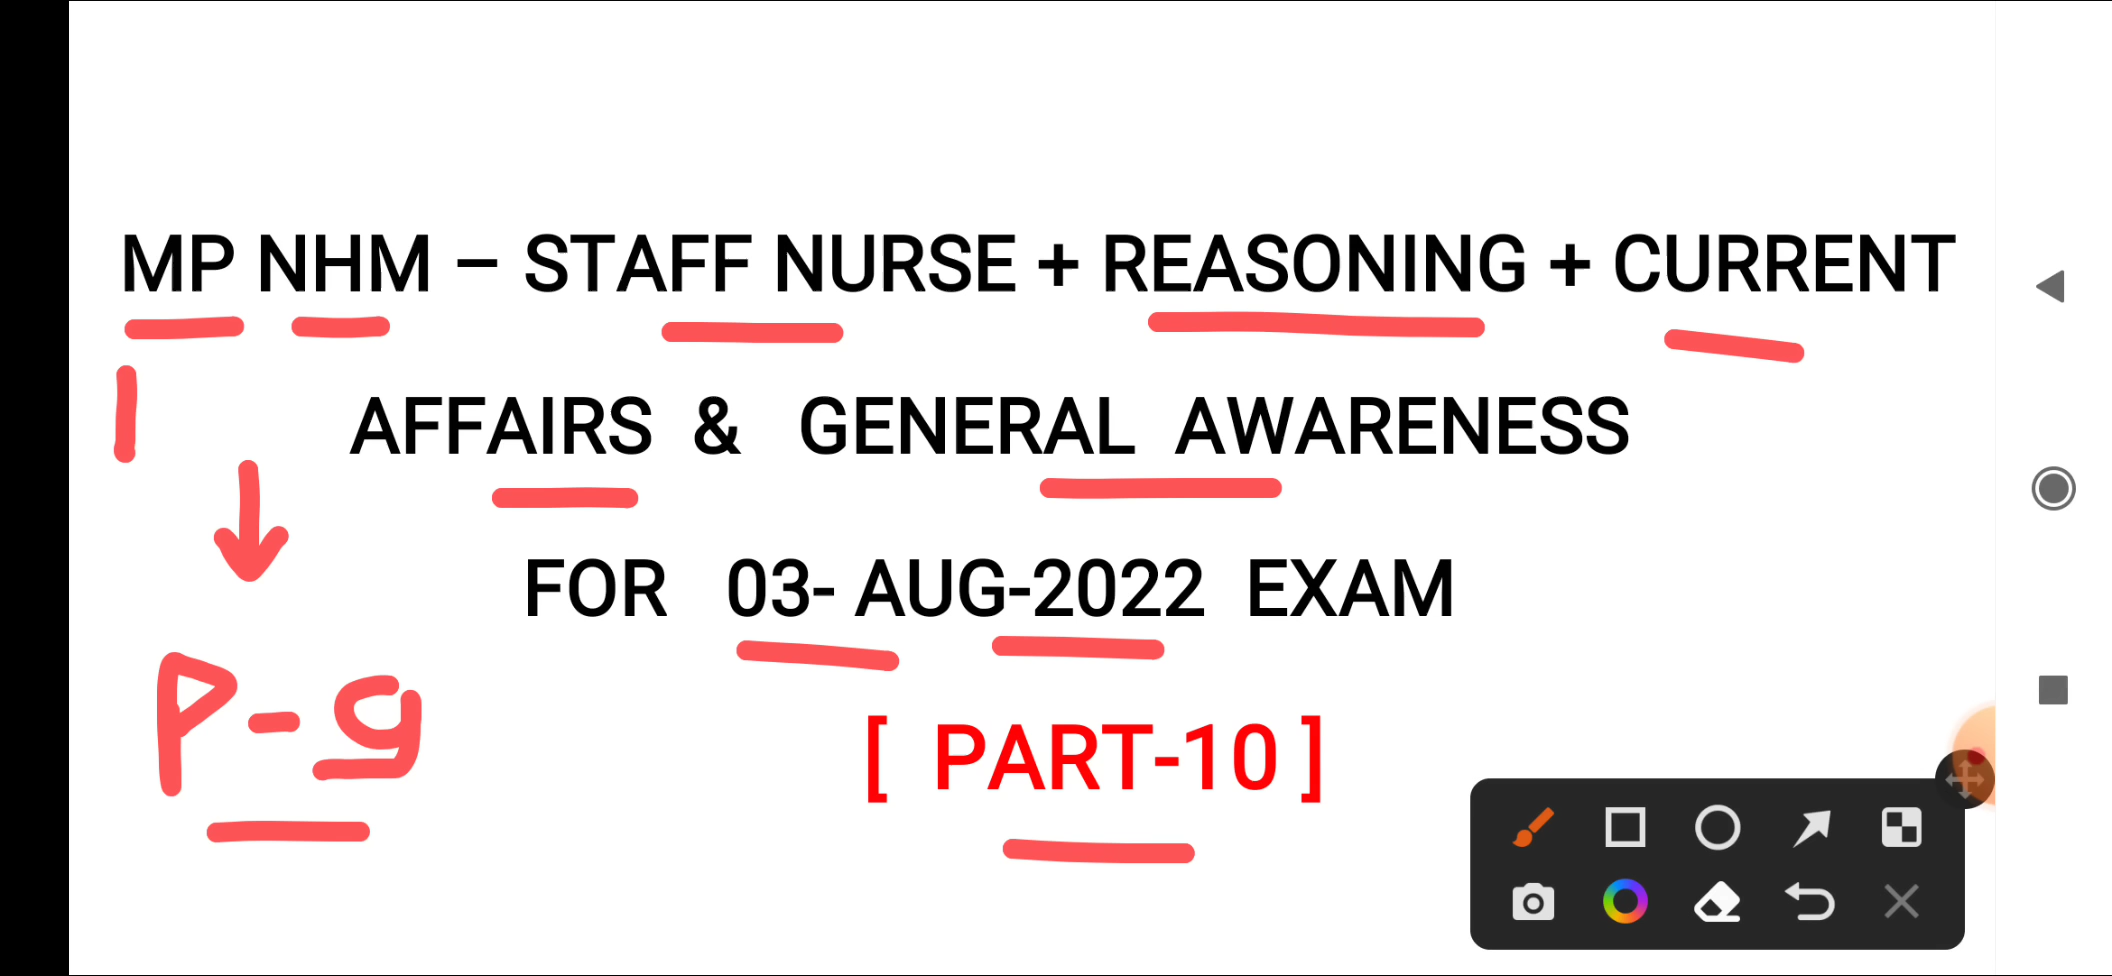 MP NHM – STAFF NURSE + REASONING + CURRENT
AFFAIRS & GENERAL AWARENESS
FOR 03- AUG-2022 EXAM
P-9
[ PART-10 ]